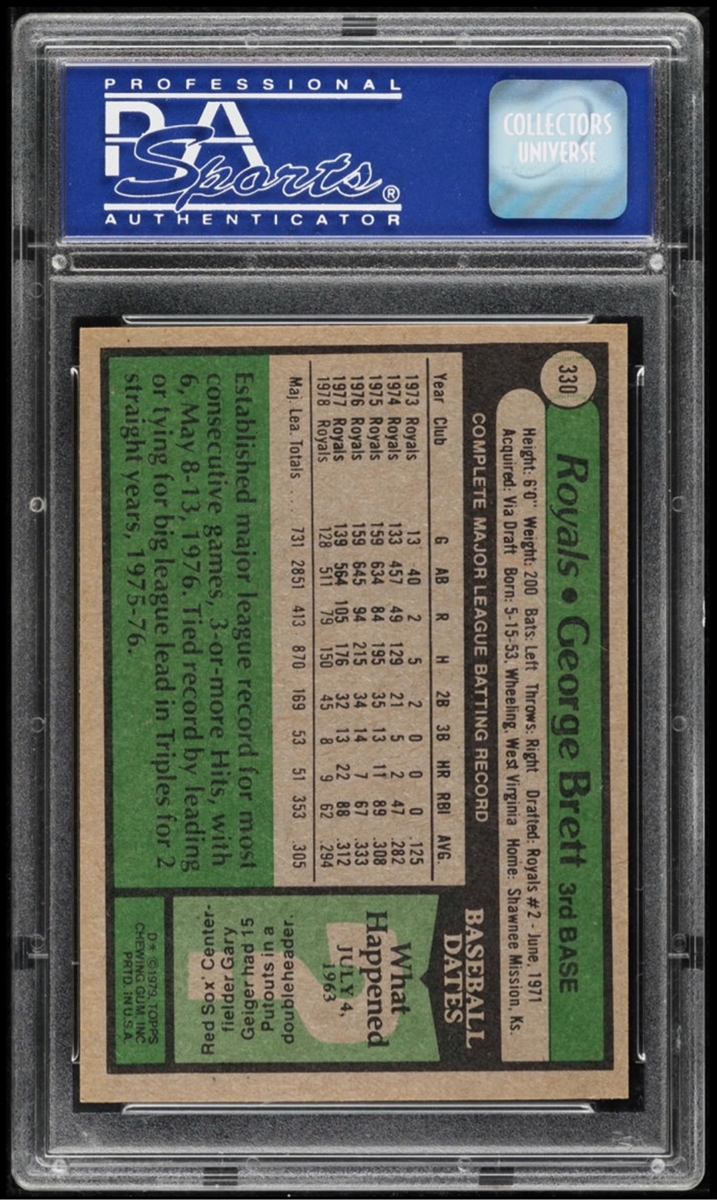 PROFESSIONAL
PSA
Sports®
AUTHENTICATOR
COLLECTORS
UNIVERSE
330
Royals • George Brett 3rd BASE
Height: 6'0" Weight: 200 Bats: Left Throws: Right Drafted: Royals #2 - June, 1971
Acquired: Via Draft Born: 5-15-53, Wheeling, West Virginia Home: Shawnee Mission, Ks.
COMPLETE MAJOR LEAGUE BATTING RECORD
Year Club G AB R H 2B 3B HR RBI AVG.
1973 Royals 13 40 2 5 2 0 0 0 .125
1974 Royals 133 457 49 129 21 5 2 47 .282
1975 Royals 159 634 84 195 35 13 11 89 .308
1976 Royals 159 645 94 215 34 14 7 67 .333
1977 Royals 139 564 105 176 32 13 22 88 .312
1978 Royals 128 511 79 150 45 8 9 62 .294
Maj. Lea. Totals .... 731 2851 413 870 169 53 51 353 .305
Established major league record for most
consecutive games, 3-or-more Hits, with
6, May 8-13, 1976. Tied record by leading
or tying for big league lead in Triples for 2
straight years, 1975-76.
BASEBALL
DATES
What
Happened
JULY 4,
1963
?
Red Sox Center-
fielder Gary
Geiger had 15
Putouts in a
doubleheader.
D* ©1979, TOPPS
CHEWING GUM, INC
PRTD. IN U.S.A.